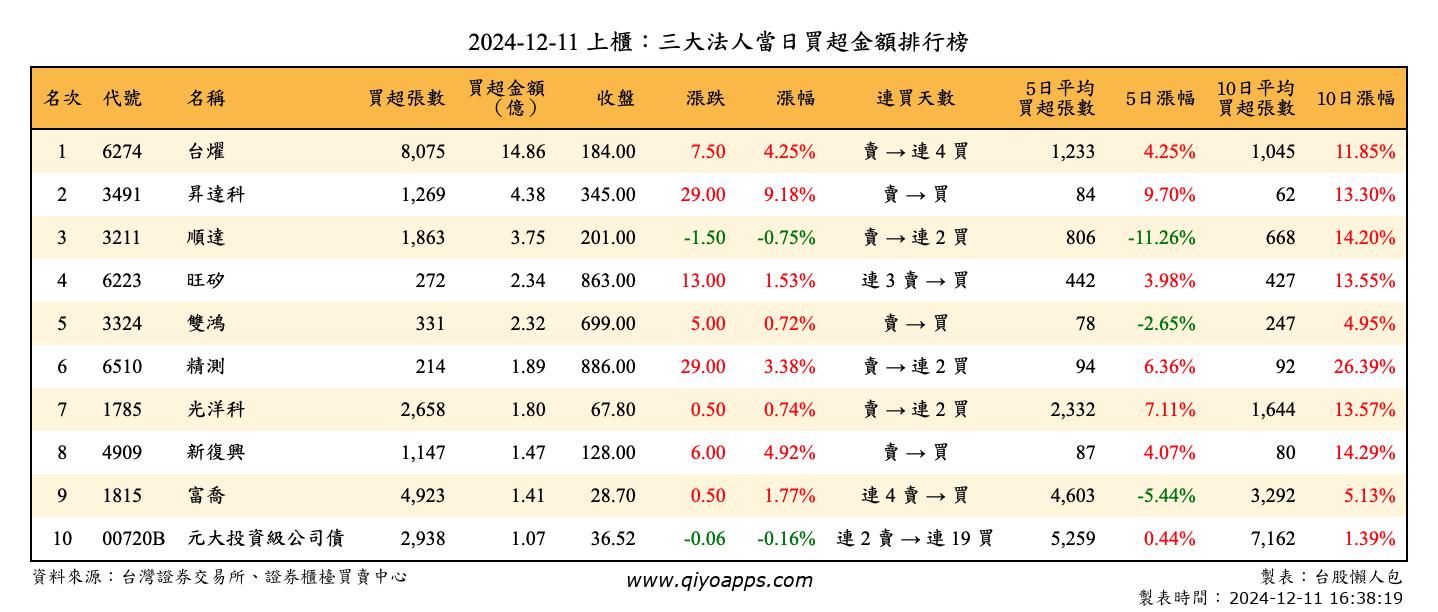 2024-12-11 上櫃：三大法人當日買超金額排行榜
名次 代號 名稱 買超張數 買超金額（億） 收盤 漲跌 漲幅 連買天數 5日平均買超張數 5日漲幅 10日平均買超張數 10日漲幅
1 6274 台燿 8,075 14.86 184.00 7.50 4.25% 賣 → 連 4 買 1,233 4.25% 1,045 11.85%
2 3491 昇達科 1,269 4.38 345.00 29.00 9.18% 賣 → 買 84 9.70% 62 13.30%
3 3211 順達 1,863 3.75 201.00 -1.50 -0.75% 賣 → 連 2 買 806 -11.26% 668 14.20%
4 6223 旺矽 272 2.34 863.00 13.00 1.53% 連 3 賣 → 買 442 3.98% 427 13.55%
5 3324 雙鴻 331 2.32 699.00 5.00 0.72% 賣 → 買 78 -2.65% 247 4.95%
6 6510 精測 214 1.89 886.00 29.00 3.38% 賣 → 連 2 買 94 6.36% 92 26.39%
7 1785 光洋科 2,658 1.80 67.80 0.50 0.74% 賣 → 連 2 買 2,332 7.11% 1,644 13.57%
8 4909 新復興 1,147 1.47 128.00 6.00 4.92% 賣 → 買 87 4.07% 80 14.29%
9 1815 富喬 4,923 1.41 28.70 0.50 1.77% 連 4 賣 → 買 4,603 -5.44% 3,292 5.13%
10 00720B 元大投資級公司債 2,938 1.07 36.52 -0.06 -0.16% 連 2 賣 → 連 19 買 5,259 0.44% 7,162 1.39%
資料來源：台灣證券交易所、證券櫃檯買賣中心 www.qiyoapps.com 製表：台股懶人包
製表時間：2024-12-11 16:38:19